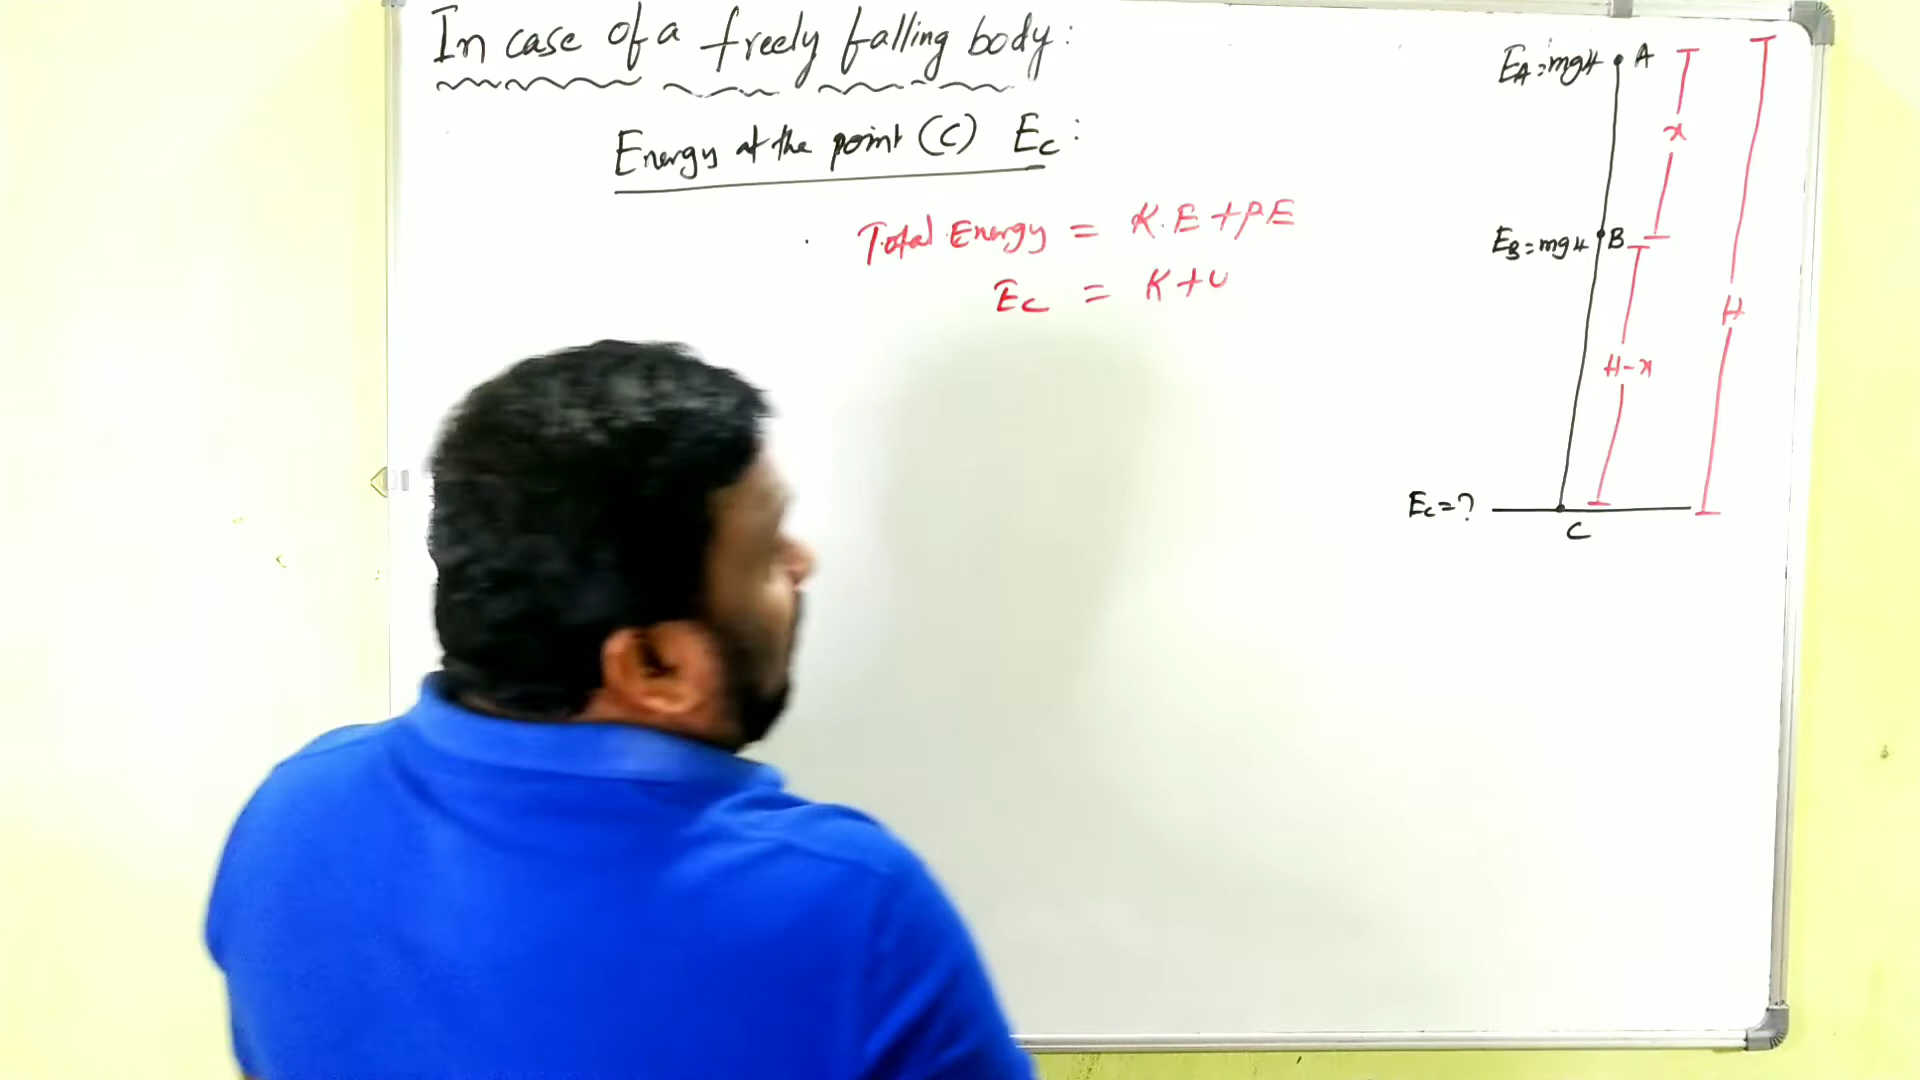 In case of a freely falling body:
Energy at the point (C) Ec:
Total Energy = K.E+PE
Ec = K+U
EA=mgH A
x
EB=mgH B
H
H-x
Ec=?
C